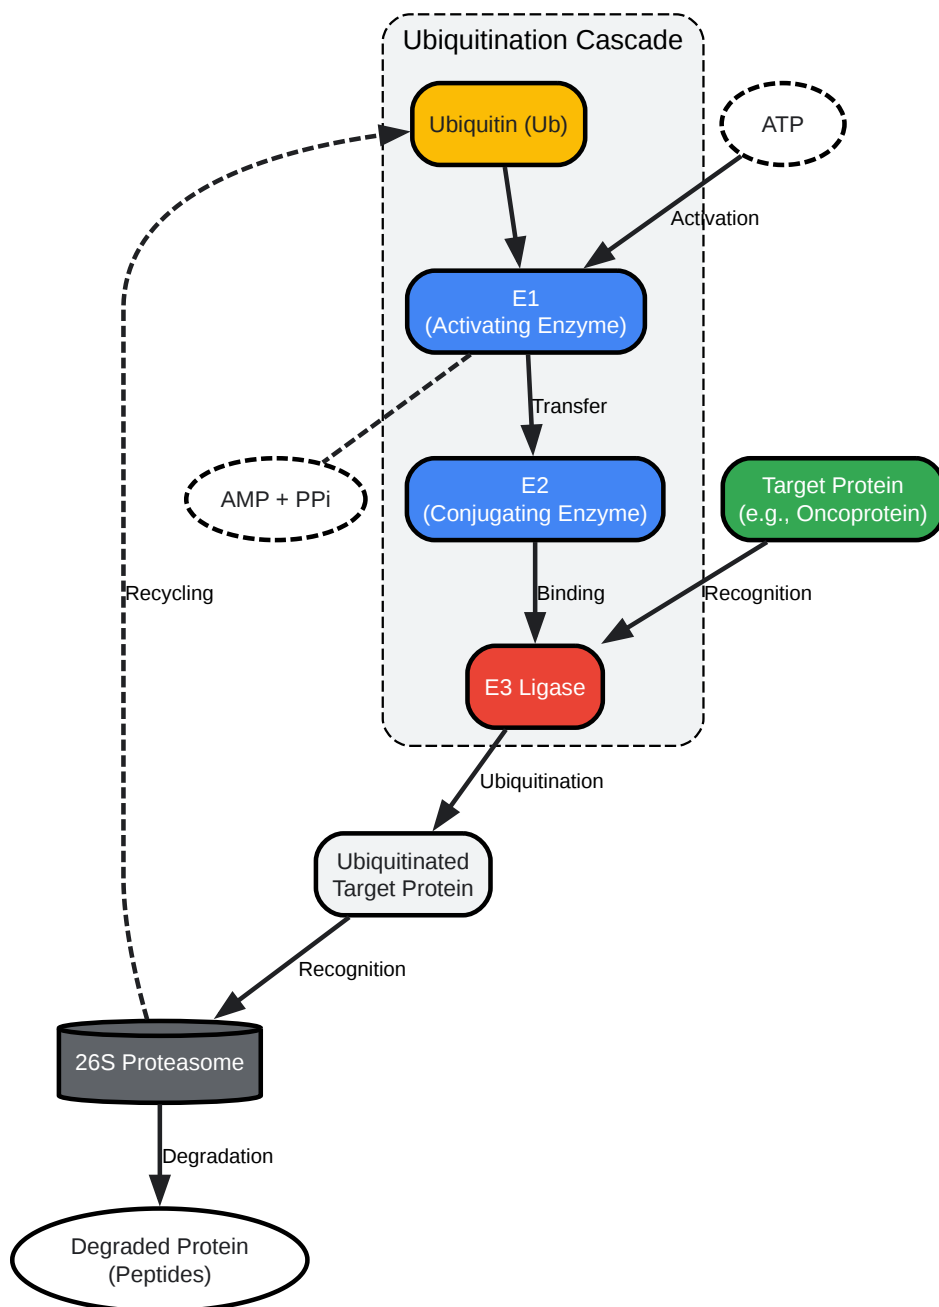 Ubiquitination Cascade
Ubiquitin (Ub)
ATP
Activation
E1
(Activating Enzyme)
Transfer
AMP + PPi
E2
(Conjugating Enzyme)
Target Protein
(e.g., Oncoprotein)
Recycling
Binding
Recognition
E3 Ligase
Ubiquitination
Ubiquitinated
Target Protein
Recognition
26S Proteasome
Degradation
Degraded Protein
(Peptides)